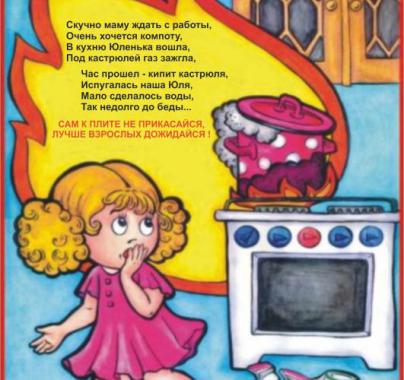 Скучно маму ждать с работы,
Очень хочется компоту,
В кухню Юленька вошла,
Под кастрюлей газ зажгла,
Час прошел - кипит кастрюля,
Испугалась наша Юля,
Мало сделалось воды,
Так недолго до беды...
САМ К ПЛИТЕ НЕ ПРИКАСАЙСЯ,
ЛУЧШЕ ВЗРОСЛЫХ ДОЖИДАЙСЯ !